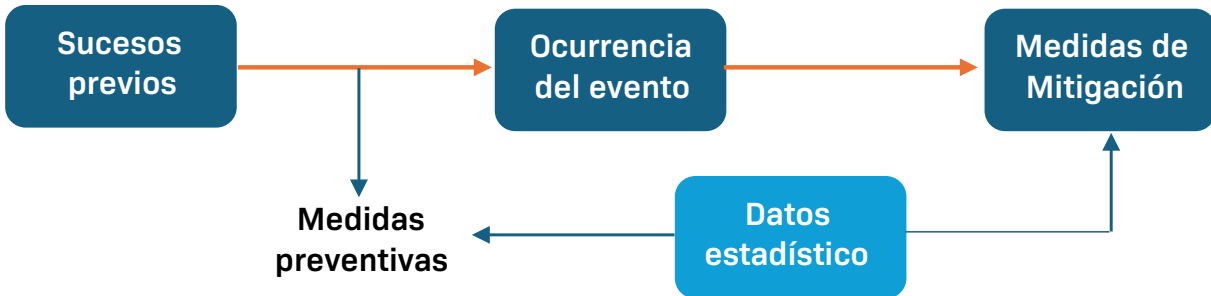 Sucesos
previos
Ocurrencia
del evento
Medidas de
Mitigación
Medidas
preventivas
Datos
estadístico